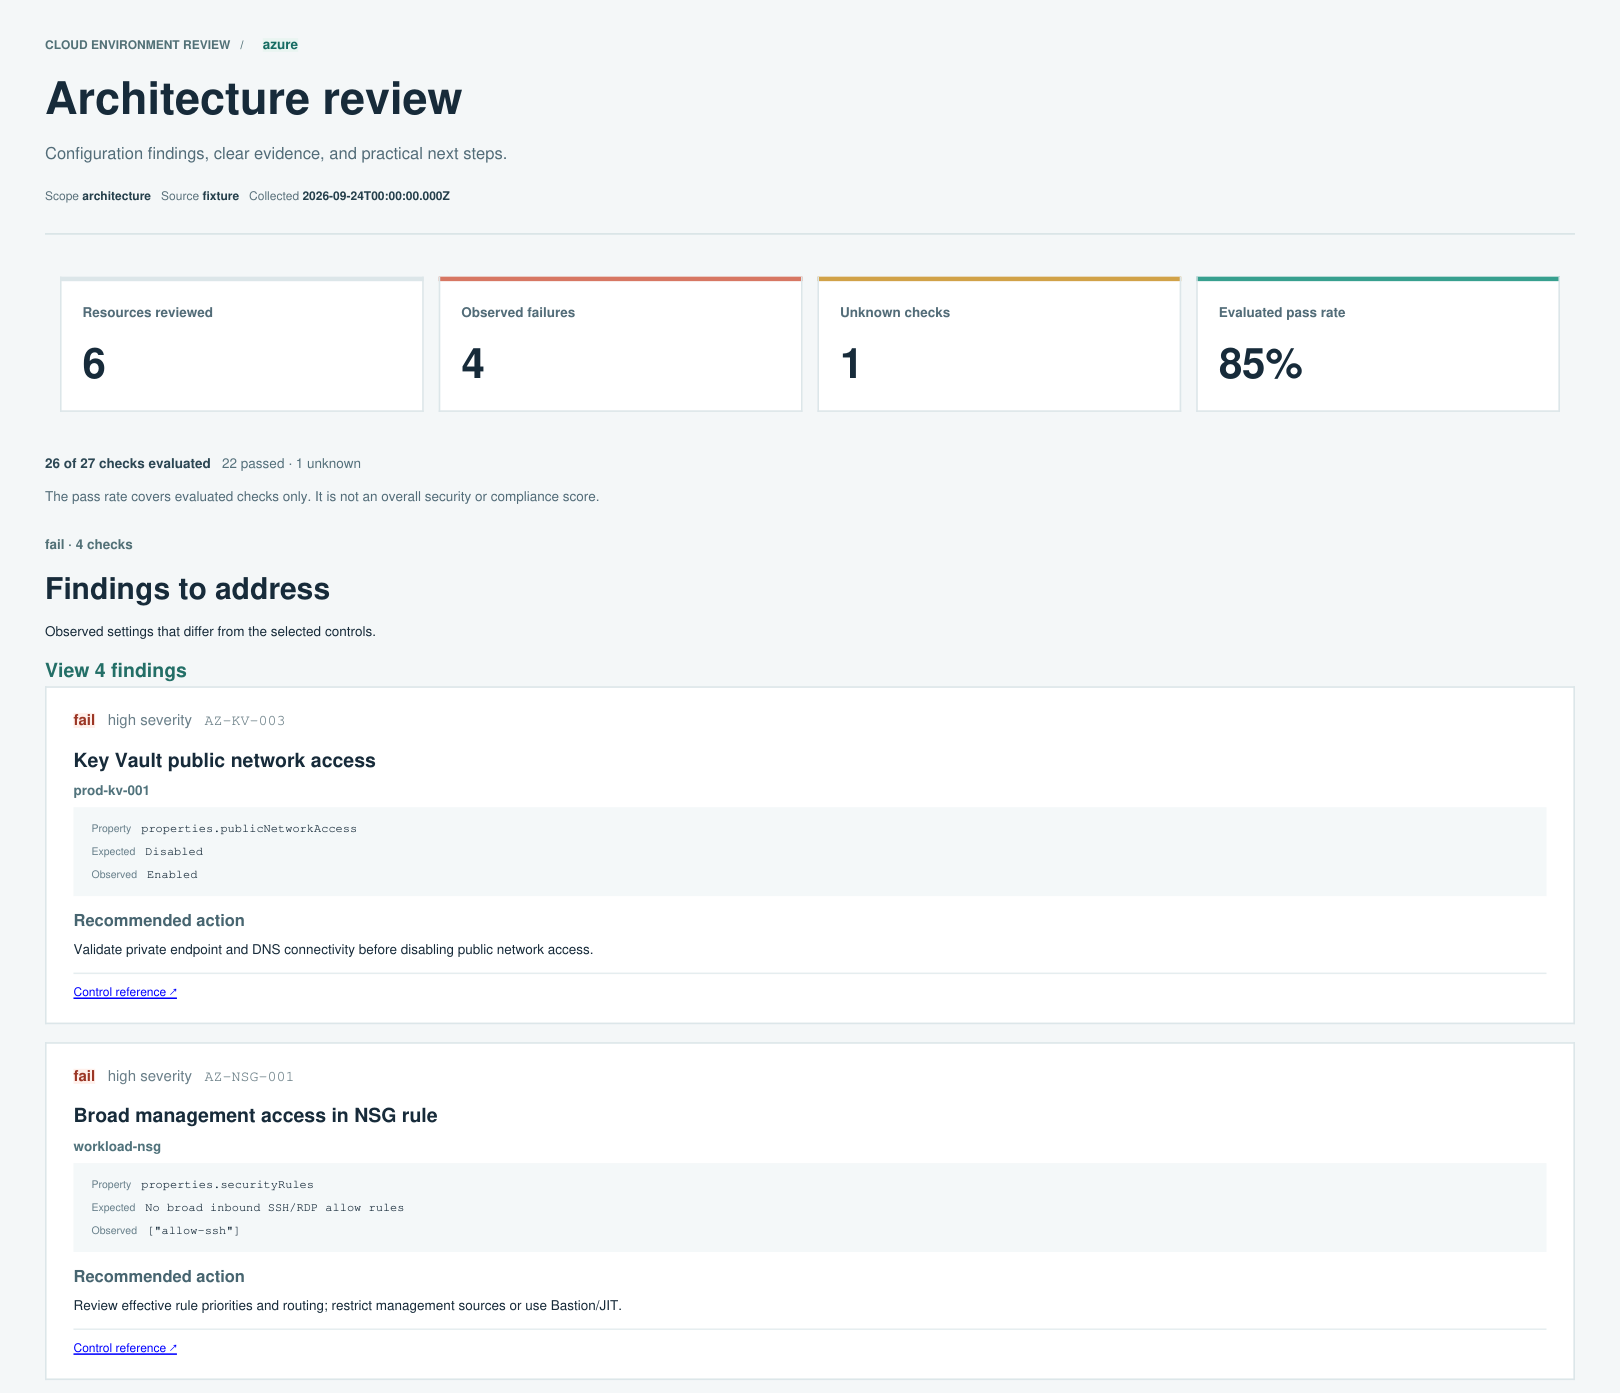 CLOUD ENVIRONMENT REVIEW / azure
Architecture review
Configuration findings, clear evidence, and practical next steps.
Scope architecture Source fixture Collected 2026-09-24T00:00:00.000Z
Resources reviewed
6
Observed failures
4
Unknown checks
1
Evaluated pass rate
85%
26 of 27 checks evaluated 22 passed · 1 unknown
The pass rate covers evaluated checks only. It is not an overall security or compliance score.
fail · 4 checks
Findings to address
Observed settings that differ from the selected controls.
View 4 findings
fail high severity AZ-KV-003
Key Vault public network access
prod-kv-001
Property properties.publicNetworkAccess
Expected Disabled
Observed Enabled
Recommended action
Validate private endpoint and DNS connectivity before disabling public network access.
Control reference ↗
fail high severity AZ-NSG-001
Broad management access in NSG rule
workload-nsg
Property properties.securityRules
Expected No broad inbound SSH/RDP allow rules
Observed ["allow-ssh"]
Recommended action
Review effective rule priorities and routing; restrict management sources or use Bastion/JIT.
Control reference ↗